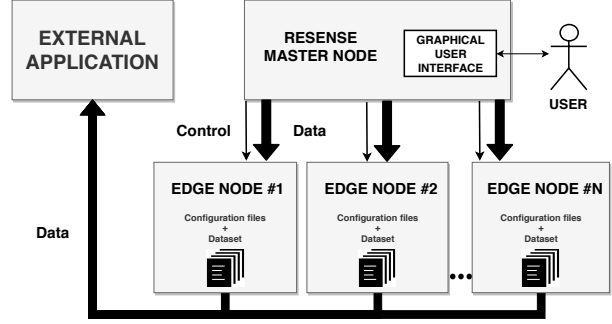 EXTERNAL
APPLICATION
RESENSE
MASTER NODE
GRAPHICAL
USER
INTERFACE
USER
Control
Data
EDGE NODE #1
Configuration files
+
Dataset
EDGE NODE #2
Configuration files
+
Dataset
EDGE NODE #N
Configuration files
+
Dataset
Data